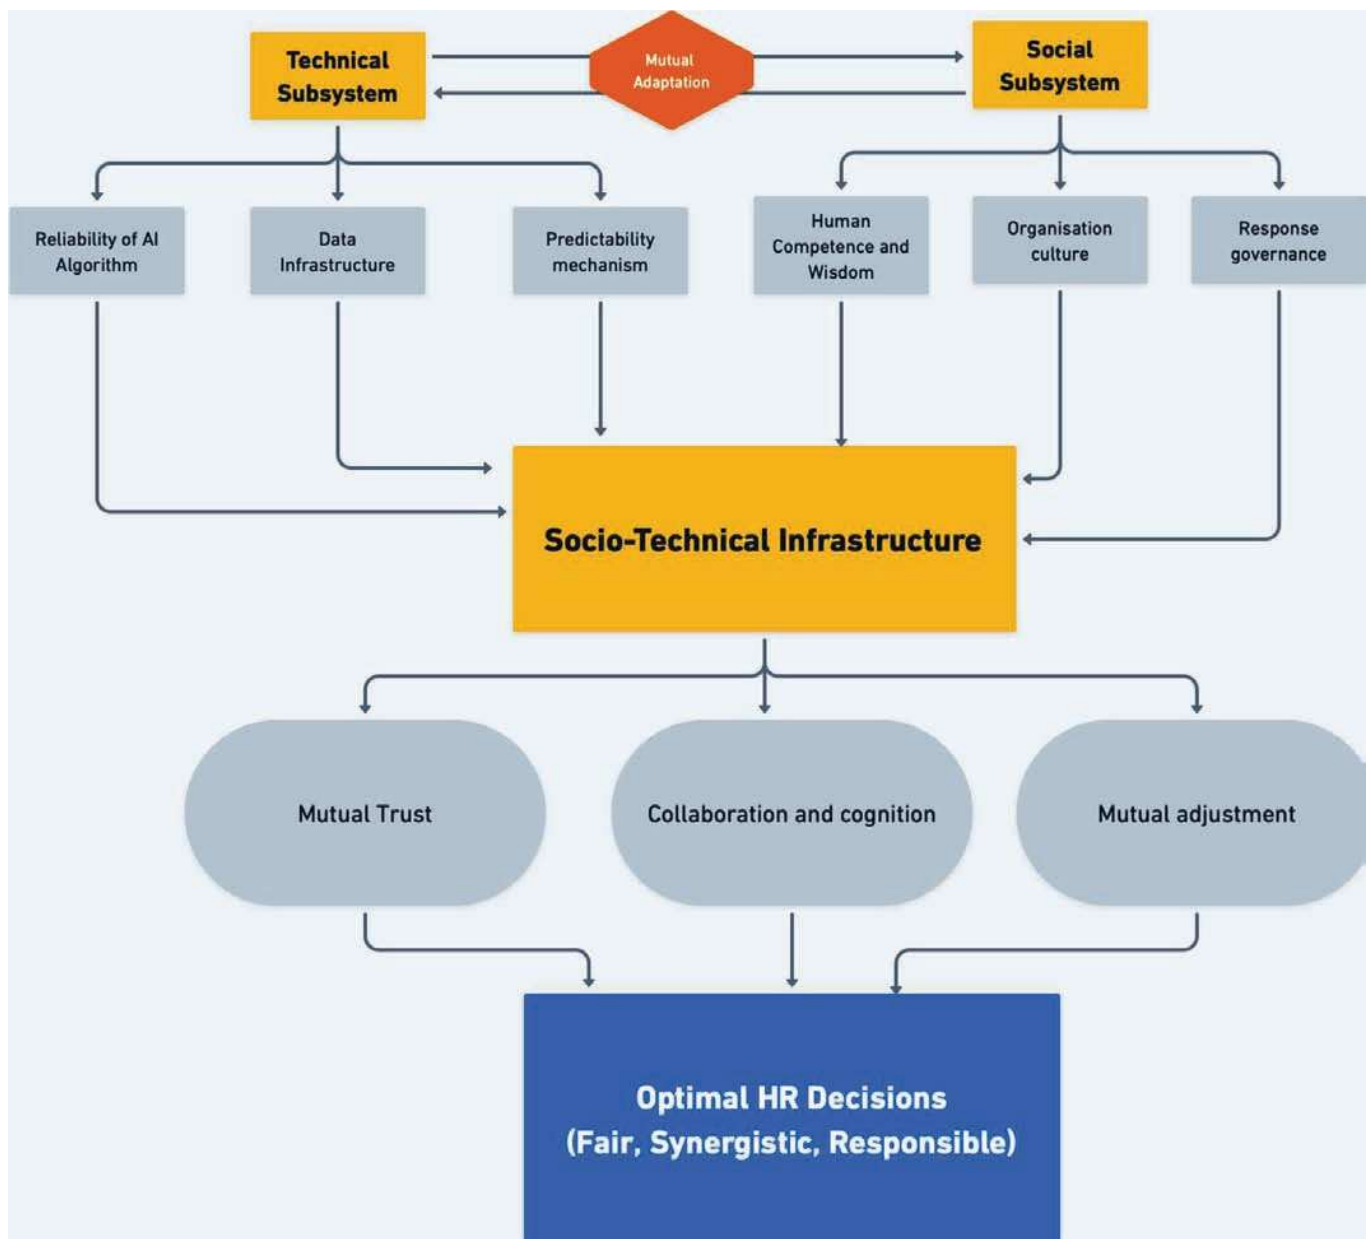 Technical
Subsystem
Mutual
Adaptation
Social
Subsystem
Reliability of AI
Algorithm
Data
Infrastructure
Predictability
mechanism
Human
Competence and
Wisdom
Organisation
culture
Response
governance
Socio-Technical Infrastructure
Mutual Trust
Collaboration and cognition
Mutual adjustment
Optimal HR Decisions
(Fair, Synergistic, Responsible)